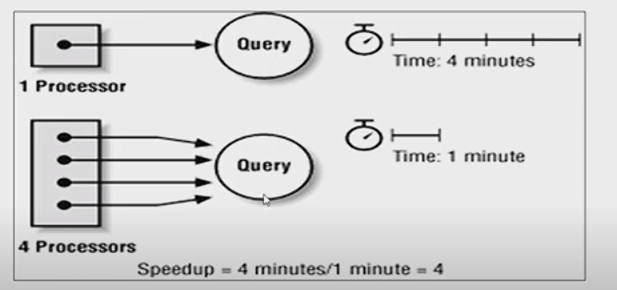 Query
Time: 4 minutes
1 Processor
Query
Time: 1 minute
4 Processors
Speedup = 4 minutes/1 minute = 4